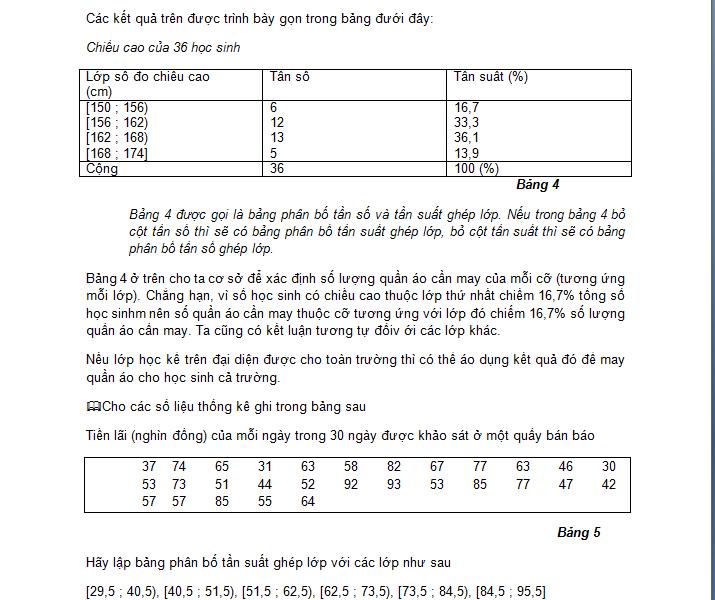 Các kết quả trên được trình bày gọn trong bảng dưới đây:
Chiều cao của 36 học sinh
Lớp số đo chiều cao (cm) Tần số Tần suất (%)
[150 ; 156) 6 16,7
[156 ; 162) 12 33,3
[162 ; 168) 13 36,1
[168 ; 174] 5 13,9
Cộng 36 100 (%)
Bảng 4
Bảng 4 được gọi là bảng phân bố tần số và tần suất ghép lớp. Nếu trong bảng 4 bỏ
cột tần số thì sẽ có bảng phân bố tần suất ghép lớp, bỏ cột tần suất thì sẽ có bảng
phân bố tần số ghép lớp.
Bảng 4 ở trên cho ta cơ sở để xác định số lượng quần áo cần may của mỗi cỡ (tương ứng
mỗi lớp). Chẳng hạn, vì số học sinh có chiều cao thuộc lớp thứ nhất chiếm 16,7% tổng số
học sinhm nên số quần áo cần may thuộc cỡ tương ứng với lớp đó chiếm 16,7% số lượng
quần áo cần may. Ta cũng có kết luận tương tự đốiv ới các lớp khác.
Nếu lớp học kể trên đại diện được cho toàn trường thì có thể áo dụng kết quả đó để may
quần áo cho học sinh cả trường.
🕮Cho các số liệu thống kê ghi trong bảng sau
Tiền lãi (nghìn đồng) của mỗi ngày trong 30 ngày được khảo sát ở một quầy bán báo
37 74 65 31 63 58 82 67 77 63 46 30
53 73 51 44 52 92 93 53 85 77 47 42
57 57 85 55 64
Bảng 5
Hãy lập bảng phân bố tần suất ghép lớp với các lớp như sau
[29,5 ; 40,5), [40,5 ; 51,5), [51,5 ; 62,5), [62,5 ; 73,5), [73,5 ; 84,5), [84,5 ; 95,5]